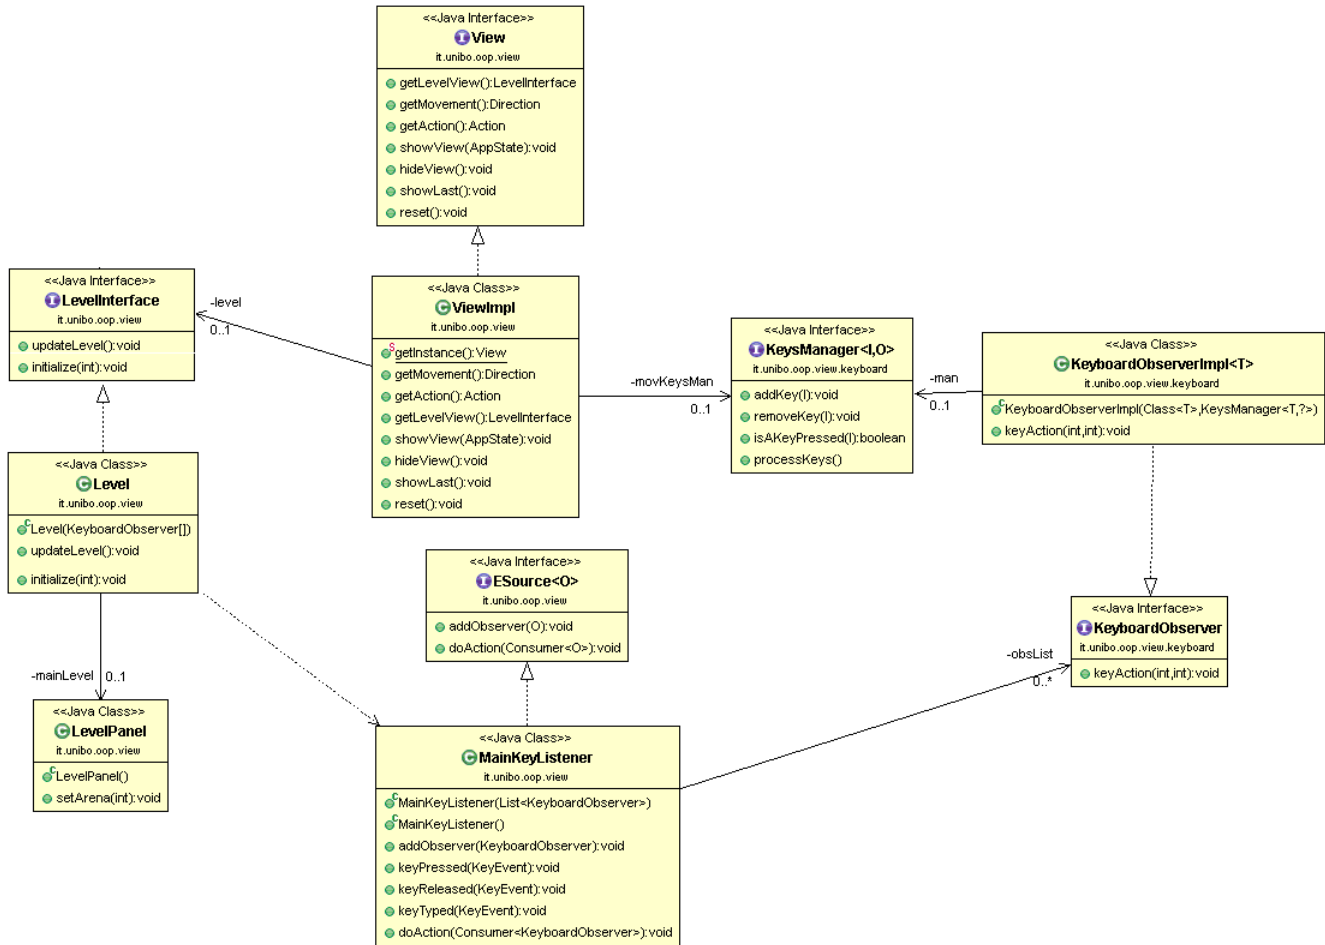 <<Java Interface>>
View
it.unibo.oop.view
getLevelView():LevelInterface
getMovement():Direction
getAction():Action
showView(AppState):void
hideView():void
showLast():void
reset():void
<<Java Interface>>
LevelInterface
it.unibo.oop.view
updateLevel():void
initialize(int):void
-level
0..1
<<Java Class>>
ViewImpl
it.unibo.oop.view
getInstance():View
getMovement():Direction
getAction():Action
getLevelView():LevelInterface
showView(AppState):void
hideView():void
showLast():void
reset():void
-movKeysMan
0..1
<<Java Interface>>
KeysManager<I,O>
it.unibo.oop.view.keyboard
addKey(I):void
removeKey(I):void
isAKeyPressed(I):boolean
processKeys()
-man
0..1
<<Java Class>>
KeyboardObserverImpl<T>
it.unibo.oop.view.keyboard
KeyboardObserverImpl(Class<T>,KeysManager<T,?>)
keyAction(int,int):void
<<Java Class>>
Level
it.unibo.oop.view
Level(KeyboardObserver[])
updateLevel():void
initialize(int):void
<<Java Interface>>
ESource<O>
it.unibo.oop.view
addObserver(O):void
doAction(Consumer<O>):void
<<Java Interface>>
KeyboardObserver
it.unibo.oop.view.keyboard
keyAction(int,int):void
-obsList
0..*
-mainLevel
0..1
<<Java Class>>
LevelPanel
it.unibo.oop.view
LevelPanel()
setArena(int):void
<<Java Class>>
MainKeyListener
it.unibo.oop.view
MainKeyListener(List<KeyboardObserver>)
MainKeyListener()
addObserver(KeyboardObserver):void
keyPressed(KeyEvent):void
keyReleased(KeyEvent):void
keyTyped(KeyEvent):void
doAction(Consumer<KeyboardObserver>):void